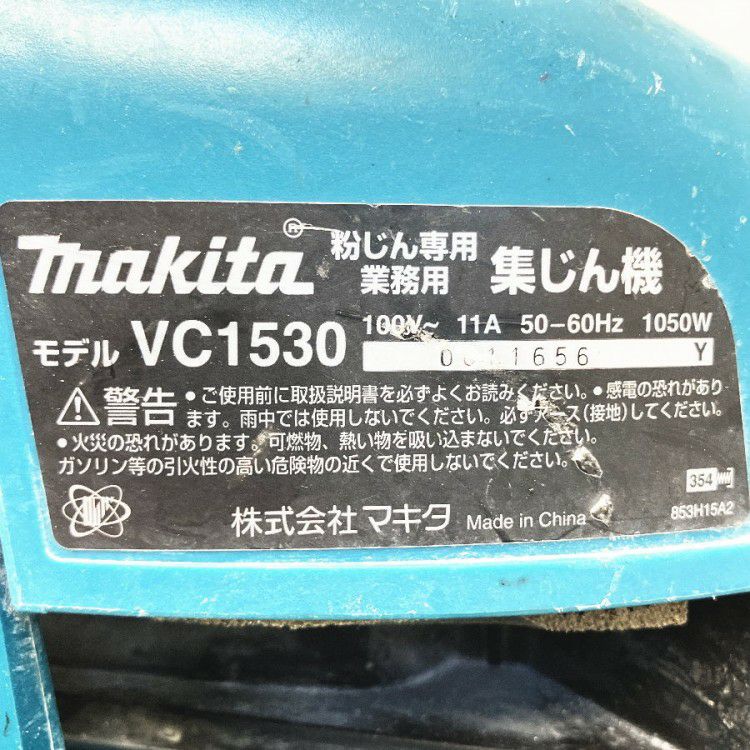 makita®
粉じん専用
業務用
集じん機
モデル VC1530
100V~ 11A 50-60Hz 1050W
0011656 Y
⚠警告 ●ご使用前に取扱説明書を必ずよくお読みください。●感電の恐れがあり
ます。雨中では使用しないでください。必ずアース(接地)してください。
●火災の恐れがあります。可燃物、熱い物を吸い込まないでください。
ガソリン等の引火性の高い危険物の近くで使用しないでください。
354
株式会社 マキタ Made in China
853H15A2